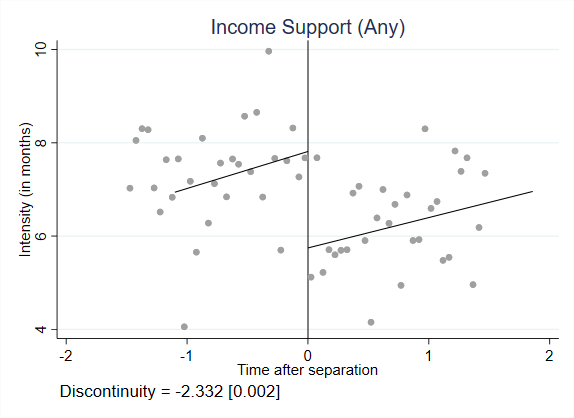 Income Support (Any)
Intensity (in months)
10
8
6
4
-2
-1
0
1
2
Time after separation
Discontinuity = -2.332 [0.002]